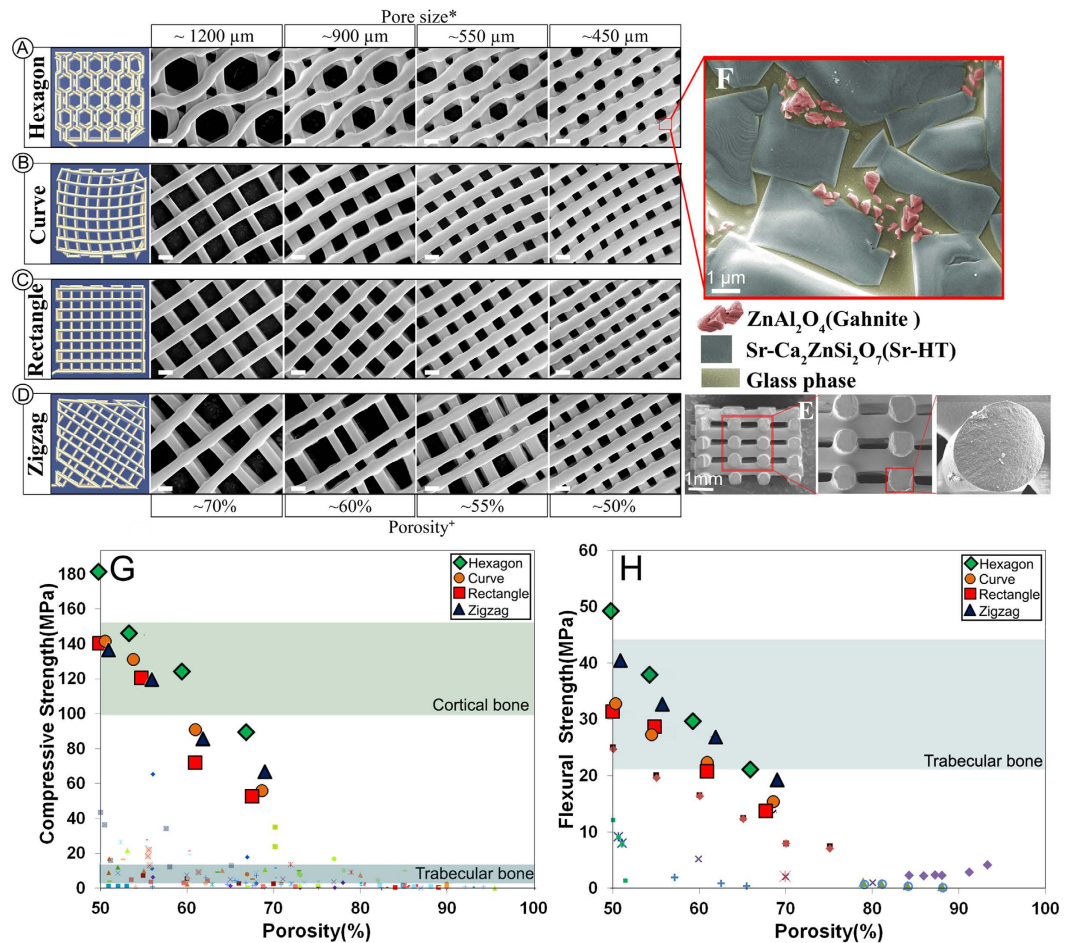 Pore size*
~ 1200 µm ~900 µm ~550 µm ~450 µm
A Hexagon
B Curve
C Rectangle
D Zigzag
~70% ~60% ~55% ~50%
Porosity⁺
F
1 µm
ZnAl₂O₄(Gahnite )
Sr-Ca₂ZnSi₂O₇(Sr-HT)
Glass phase
E
1mm
G
Compressive Strength(MPa)
180
160
140
120
100
80
60
40
20
0
Hexagon
Curve
Rectangle
Zigzag
Cortical bone
Trabecular bone
50 60 70 80 90 100
Porosity(%)
H
Flexural Strength(MPa)
60
50
40
30
20
10
0
Hexagon
Curve
Rectangle
Zigzag
Trabecular bone
50 60 70 80 90 100
Porosity(%)